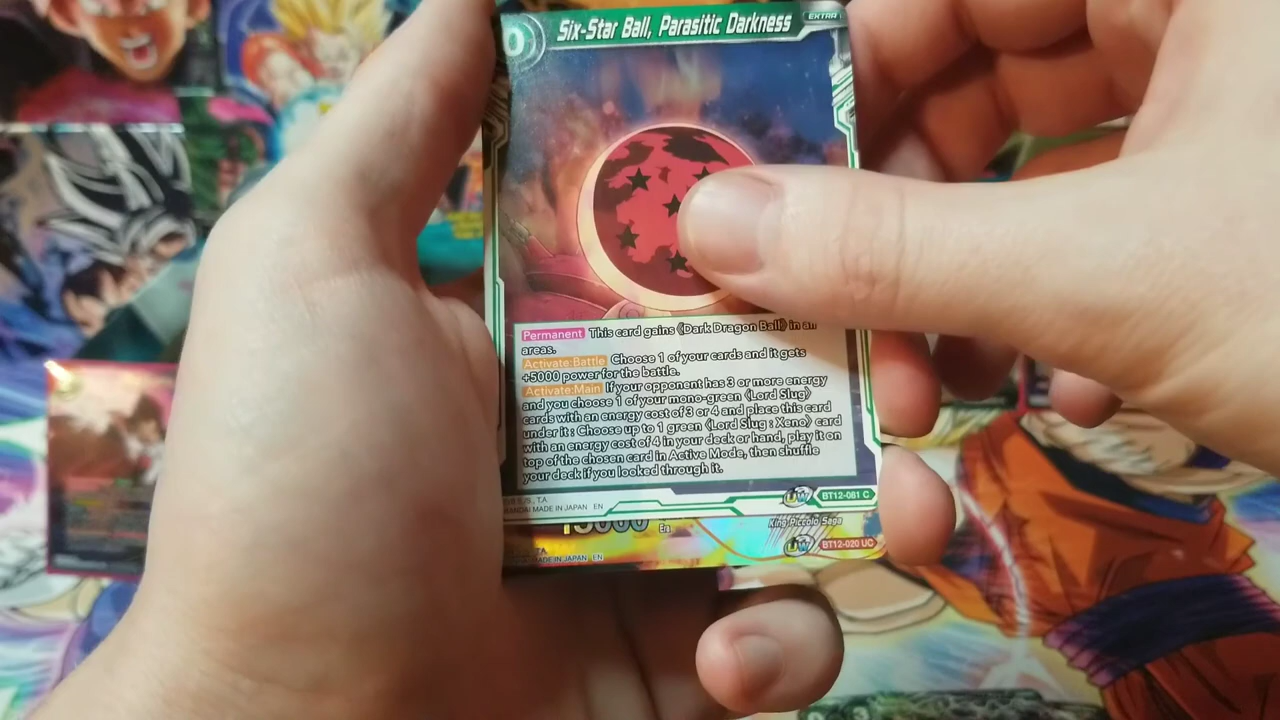 0
Six-Star Ball, Parasitic Darkness
EXTRA
Permanent This card gains 《Dark Dragon Ball》 in all
areas.
Activate:Battle Choose 1 of your cards and it gets
+5000 power for the battle.
Activate:Main If your opponent has 3 or more energy
and you choose 1 of your mono-green 〈Lord Slug〉
cards with an energy cost of 3 or 4 and place this card
under it : Choose up to 1 green 〈Lord Slug : Xeno〉 card
with an energy cost of 4 in your deck or hand, play it on
top of the chosen card in Active Mode, then shuffle
your deck if you looked through it.
T.A.
BANDAI MADE IN JAPAN EN
UW
BT12-081 C
15000
Era
King Piccolo Saga
T.A.
MADE IN JAPAN EN
UW
BT12-020 UC